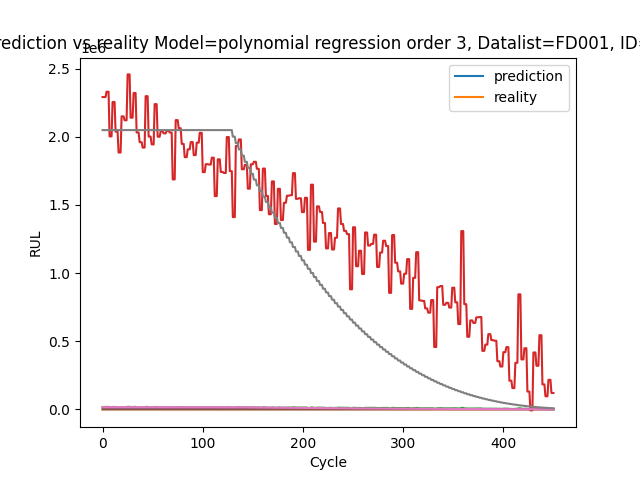 rediction vs reality Model=polynomial regression order 3, Datalist=FD001, ID=
1e6
prediction
reality
2.5
2.0
1.5
1.0
0.5
0.0
RUL
0 100 200 300 400
Cycle